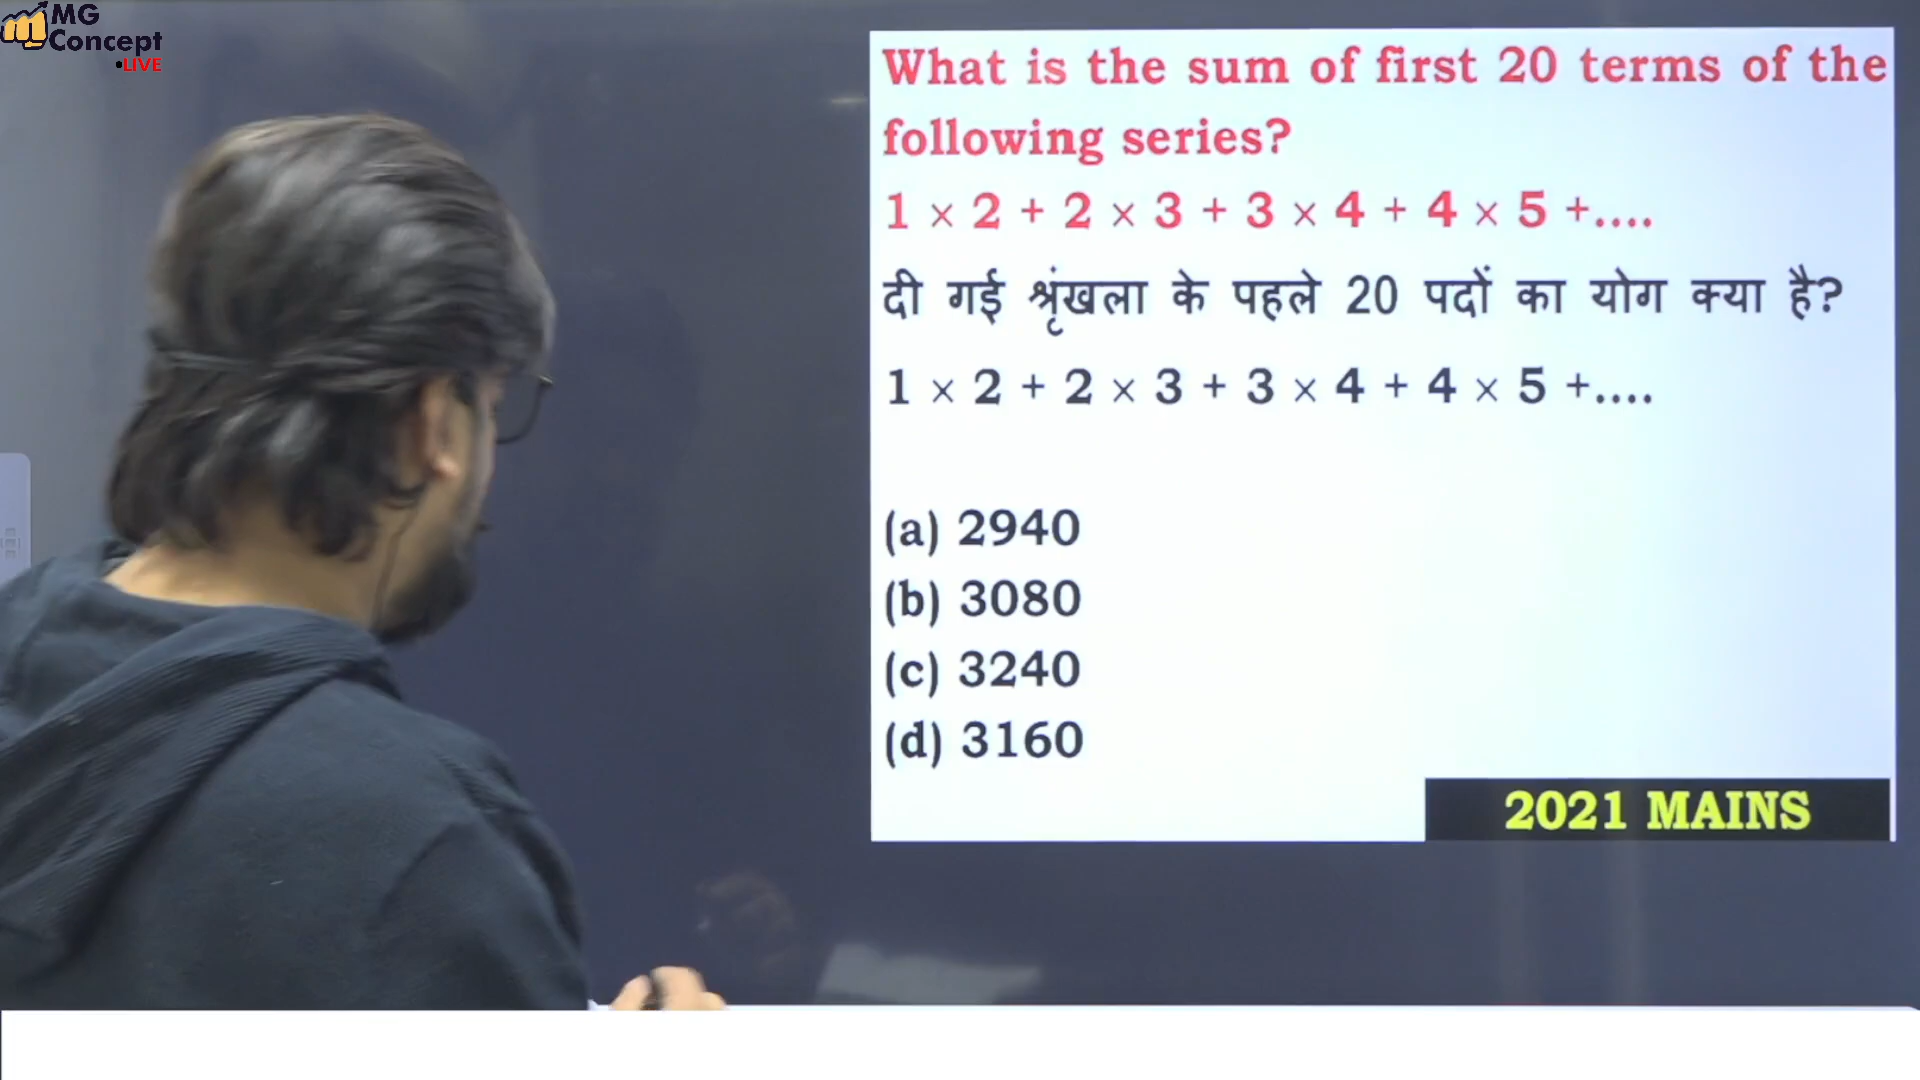 MG
Concept
•LIVE
What is the sum of first 20 terms of the
following series?
1 × 2 + 2 × 3 + 3 × 4 + 4 × 5 +....
दी गई श्रृंखला के पहले 20 पदों का योग क्या है?
1 × 2 + 2 × 3 + 3 × 4 + 4 × 5 +....
(a) 2940
(b) 3080
(c) 3240
(d) 3160
2021 MAINS